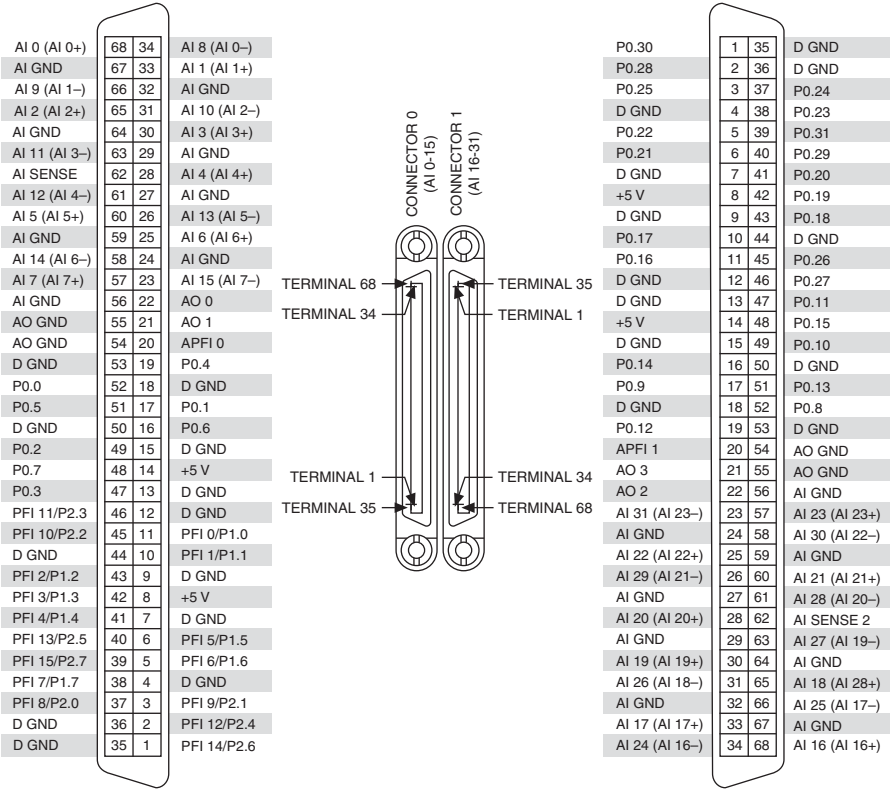 AI 0 (AI 0+) 68 34 AI 8 (AI 0–)
AI GND 67 33 AI 1 (AI 1+)
AI 9 (AI 1–) 66 32 AI GND
AI 2 (AI 2+) 65 31 AI 10 (AI 2–)
AI GND 64 30 AI 3 (AI 3+)
AI 11 (AI 3–) 63 29 AI GND
AI SENSE 62 28 AI 4 (AI 4+)
AI 12 (AI 4–) 61 27 AI GND
AI 5 (AI 5+) 60 26 AI 13 (AI 5–)
AI GND 59 25 AI 6 (AI 6+)
AI 14 (AI 6–) 58 24 AI GND
AI 7 (AI 7+) 57 23 AI 15 (AI 7–)
AI GND 56 22 AO 0
AO GND 55 21 AO 1
AO GND 54 20 APFI 0
D GND 53 19 P0.4
P0.0 52 18 D GND
P0.5 51 17 P0.1
D GND 50 16 P0.6
P0.2 49 15 D GND
P0.7 48 14 +5 V
P0.3 47 13 D GND
PFI 11/P2.3 46 12 D GND
PFI 10/P2.2 45 11 PFI 0/P1.0
D GND 44 10 PFI 1/P1.1
PFI 2/P1.2 43 9 D GND
PFI 3/P1.3 42 8 +5 V
PFI 4/P1.4 41 7 D GND
PFI 13/P2.5 40 6 PFI 5/P1.5
PFI 15/P2.7 39 5 PFI 6/P1.6
PFI 7/P1.7 38 4 D GND
PFI 8/P2.0 37 3 PFI 9/P2.1
D GND 36 2 PFI 12/P2.4
D GND 35 1 PFI 14/P2.6
CONNECTOR 0
(AI 0-15)
CONNECTOR 1
(AI 16-31)
TERMINAL 68 TERMINAL 35
TERMINAL 34 TERMINAL 1
TERMINAL 1 TERMINAL 34
TERMINAL 35 TERMINAL 68
P0.30 1 35 D GND
P0.28 2 36 D GND
P0.25 3 37 P0.24
D GND 4 38 P0.23
P0.22 5 39 P0.31
P0.21 6 40 P0.29
D GND 7 41 P0.20
+5 V 8 42 P0.19
D GND 9 43 P0.18
P0.17 10 44 D GND
P0.16 11 45 P0.26
D GND 12 46 P0.27
D GND 13 47 P0.11
+5 V 14 48 P0.15
D GND 15 49 P0.10
P0.14 16 50 D GND
P0.9 17 51 P0.13
D GND 18 52 P0.8
P0.12 19 53 D GND
APFI 1 20 54 AO GND
AO 3 21 55 AO GND
AO 2 22 56 AI GND
AI 31 (AI 23–) 23 57 AI 23 (AI 23+)
AI GND 24 58 AI 30 (AI 22–)
AI 22 (AI 22+) 25 59 AI GND
AI 29 (AI 21–) 26 60 AI 21 (AI 21+)
AI GND 27 61 AI 28 (AI 20–)
AI 20 (AI 20+) 28 62 AI SENSE 2
AI GND 29 63 AI 27 (AI 19–)
AI 19 (AI 19+) 30 64 AI GND
AI 26 (AI 18–) 31 65 AI 18 (AI 28+)
AI GND 32 66 AI 25 (AI 17–)
AI 17 (AI 17+) 33 67 AI GND
AI 24 (AI 16–) 34 68 AI 16 (AI 16+)